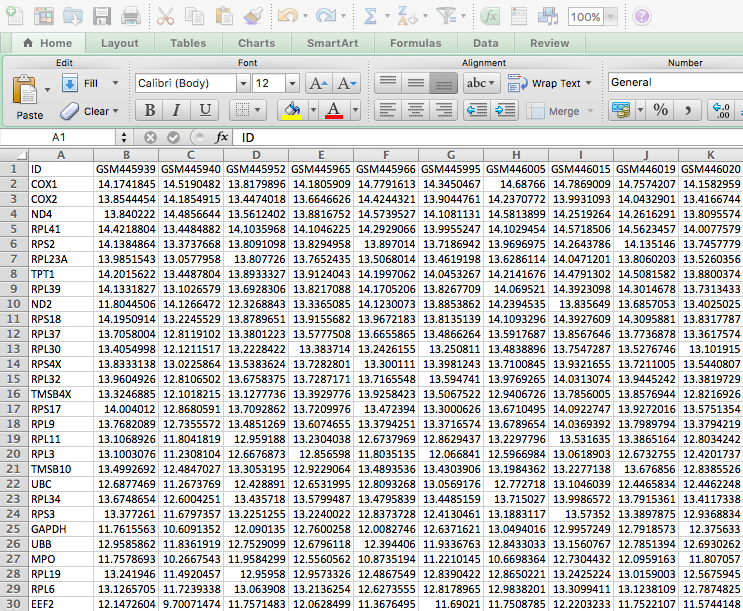 100%
Home Layout Tables Charts SmartArt Formulas Data Review
Edit Font Alignment Number
Fill Calibri (Body) 12 A A abc Wrap Text General
Paste Clear B I U A Merge % ,
A1 fx ID
A B C D E F G H I J K
1 ID GSM445939 GSM445940 GSM445952 GSM445965 GSM445966 GSM445995 GSM446005 GSM446015 GSM446019 GSM446020
2 COX1 14.1741845 14.5190482 13.8179896 14.1805909 14.7791613 14.3450467 14.68766 14.7869009 14.7574207 14.1582959
3 COX2 13.8544454 14.1854915 13.4474018 13.6646626 14.4244321 13.9044761 14.2370772 13.9931093 14.0432901 13.4166744
4 ND4 13.840222 14.4856644 13.5612402 13.8816752 14.5739527 14.1081131 14.5813899 14.2519264 14.2616291 13.8095574
5 RPL41 14.4218804 13.4484882 14.1035968 14.1046225 14.2929066 13.9955247 14.1029454 14.5718506 14.5623457 14.0077579
6 RPS2 14.1384864 13.3737668 13.8091098 13.8294958 13.897014 13.7186942 13.9696975 14.2643786 14.135146 13.7457779
7 RPL23A 13.9851543 13.0577958 13.807726 13.7652435 13.5068014 13.4619198 13.6286114 14.0471201 13.8060203 13.5260356
8 TPT1 14.2015622 13.4487804 13.8933327 13.9124043 14.1997062 14.0453267 14.2141676 14.4791302 14.5081582 13.8800374
9 RPL39 14.1331827 13.1026579 13.6928306 13.8217088 14.1705206 13.8267709 14.069521 14.3923098 14.3014678 13.7313433
10 ND2 11.8044506 14.1266472 12.3268843 13.3365085 14.1230073 13.8853862 14.2394535 13.835649 13.6857053 13.4025025
11 RPS18 14.1950914 13.2245529 13.8789651 13.9155682 13.9672183 13.8135139 14.1093296 14.3927609 14.3095881 13.8317787
12 RPL37 13.7058004 12.8119102 13.3801223 13.5777508 13.6655865 13.4866264 13.5917687 13.8567646 13.7736878 13.3617574
13 RPL30 13.4054998 12.1211517 13.2228422 13.383714 13.2426155 13.250811 13.4838896 13.7547287 13.5276746 13.101915
14 RPS4X 13.8333138 13.0225864 13.5383624 13.7282801 13.300111 13.3981243 13.7100845 13.9321655 13.7211005 13.5440807
15 RPL32 13.9604926 12.8106502 13.6758375 13.7287171 13.7165548 13.594741 13.9769265 14.0313074 13.9445242 13.3819729
16 TMSB4X 13.3246885 12.1018215 13.1277736 13.3929776 13.9258423 13.5067522 12.9406726 13.7856005 13.8576944 12.8216926
17 RPS17 14.004012 12.8680591 13.7092862 13.7209976 13.472394 13.3000626 13.6710495 14.0922747 13.9272016 13.5751354
18 RPL9 13.7682089 12.7355572 13.4851269 13.6074655 13.3794251 13.3716574 13.6789654 14.0369392 13.7989794 13.3794219
19 RPL11 13.1068926 11.8041819 12.959188 13.2304038 12.6737969 12.8629437 13.2297796 13.531635 13.3865164 12.8034242
20 RPL3 13.1003076 11.2308104 12.6676873 12.856598 11.8035135 12.066841 12.5966984 13.0618903 12.6732755 12.4201737
21 TMSB10 13.4992692 12.4847027 13.3053195 12.9229064 13.4893536 13.4303906 13.1984362 13.2277138 13.676856 12.8385526
22 UBC 12.6877469 11.2673769 12.428891 12.6531995 12.8093268 13.0569176 12.772718 13.1046039 12.4465834 12.4462248
23 RPL34 13.6748654 12.6004251 13.435718 13.5799487 13.4795839 13.4485159 13.715027 13.9986572 13.7915361 13.4117338
24 RPS3 13.377261 11.6797357 13.2251255 13.2240022 12.8373728 12.4130461 13.1883117 13.57352 13.3897875 12.9368834
25 GAPDH 11.7615563 10.6091352 12.090135 12.7600258 12.0082746 12.6371621 13.0494016 12.9957249 12.7918573 12.375633
26 UBB 12.9585862 11.8361919 12.7529099 12.6796118 12.394406 11.9336763 12.8433033 13.1560767 12.7851394 12.6930262
27 MPO 11.7578693 10.2667543 11.9584299 12.5560562 10.8735194 11.2210145 10.6698364 12.7304432 12.0959163 11.807057
28 RPL19 13.241946 11.4920457 12.95958 12.9573326 12.4867549 12.8390422 12.8650221 13.2425224 13.0159003 12.5675945
29 RPL6 13.1265705 11.7239338 13.063908 13.2136254 12.6273555 12.8178965 12.9838201 13.3099411 13.1238109 12.7874825
30 EEF2 12.1472604 9.70071474 11.7571483 12.0628499 11.3676495 11.69021 11.7508785 12.2203233 11.7522107 11.5744148